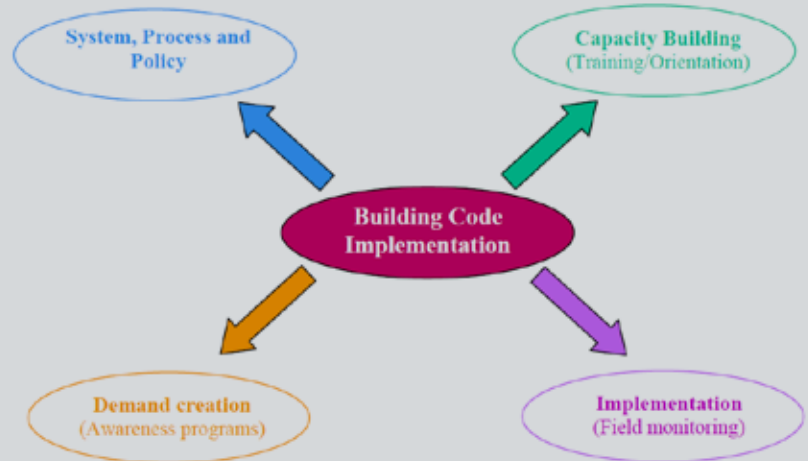 System, Process and
Policy
Capacity Building
(Training/Orientation)
Building Code
Implementation
Demand creation
(Awareness programs)
Implementation
(Field monitoring)